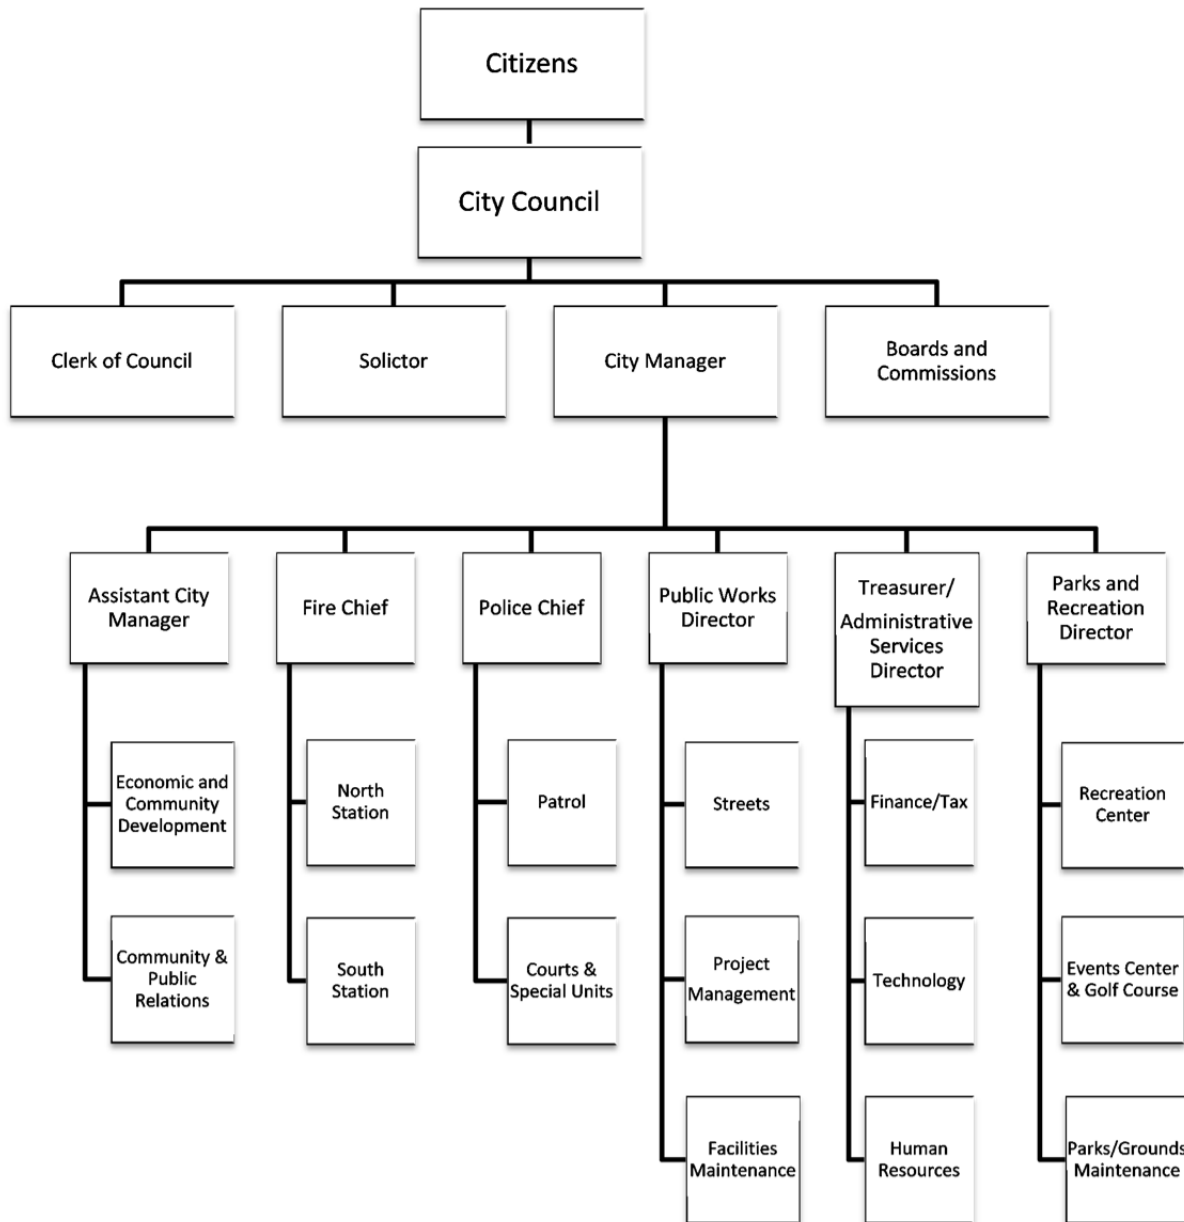 Citizens
City Council
Clerk of Council
Solictor
City Manager
Boards and
Commissions
Assistant City
Manager
Fire Chief
Police Chief
Public Works
Director
Treasurer/
Administrative
Services
Director
Parks and
Recreation
Director
Economic and
Community
Development
North
Station
Patrol
Streets
Finance/Tax
Recreation
Center
Community &
Public
Relations
South
Station
Courts &
Special Units
Project
Management
Technology
Events Center
& Golf Course
Facilities
Maintenance
Human
Resources
Parks/Grounds
Maintenance